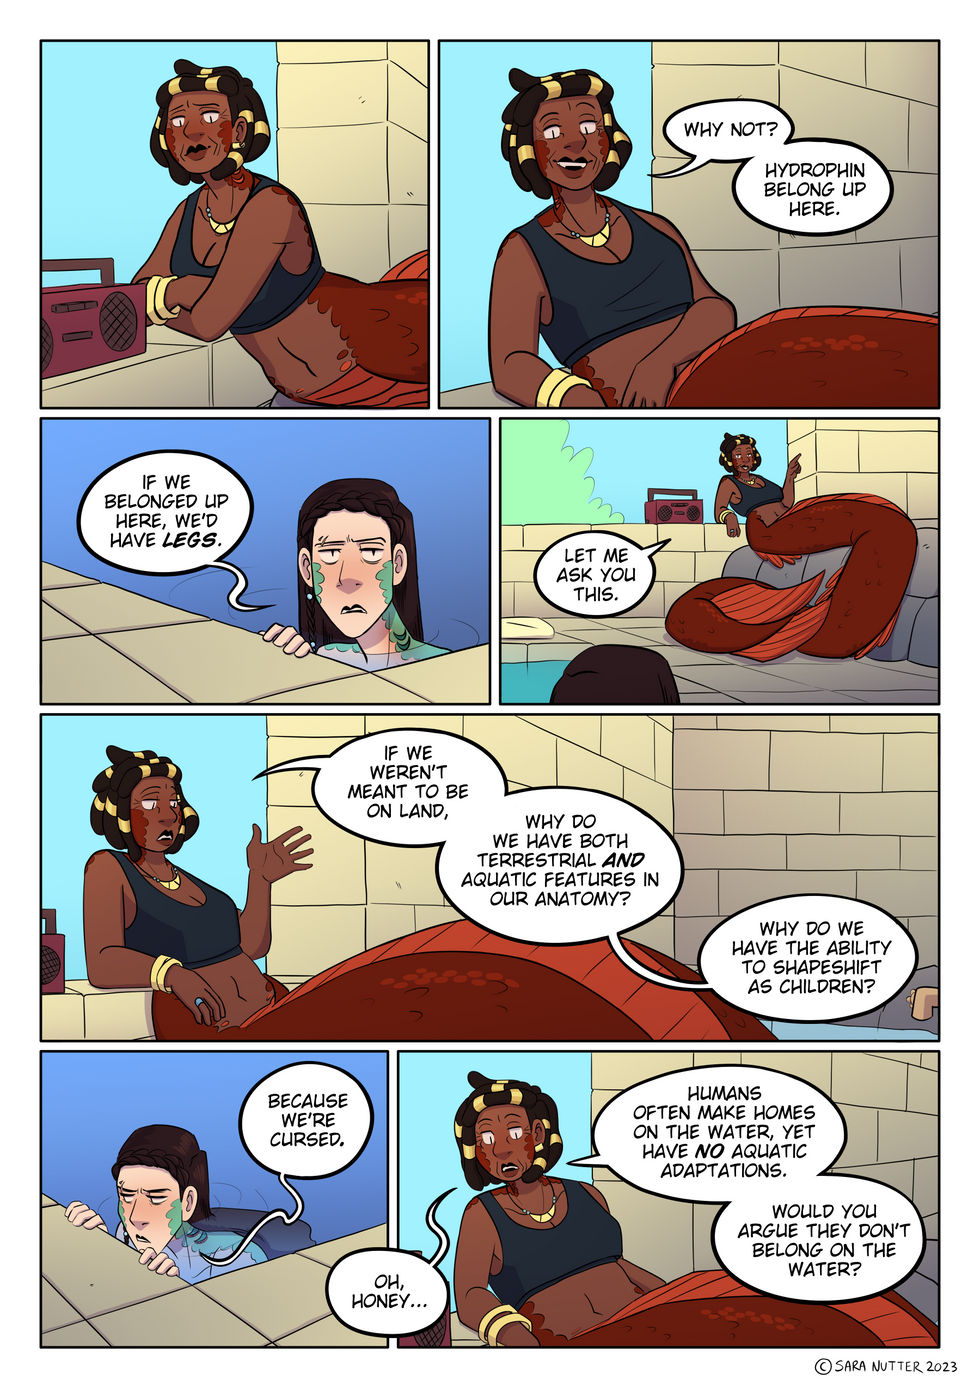 WHY NOT?
HYDROPHIN
BELONG UP
HERE.
IF WE
BELONGED UP
HERE, WE'D
HAVE LEGS.
LET ME
ASK YOU
THIS.
IF WE
WEREN'T
MEANT TO BE
ON LAND,
WHY DO
WE HAVE BOTH
TERRESTRIAL AND
AQUATIC FEATURES IN
OUR ANATOMY?
WHY DO WE
HAVE THE ABILITY
TO SHAPESHIFT
AS CHILDREN?
BECAUSE
WE'RE
CURSED.
OH,
HONEY...
HUMANS
OFTEN MAKE HOMES
ON THE WATER, YET
HAVE NO AQUATIC
ADAPTATIONS.
WOULD YOU
ARGUE THEY DON'T
BELONG ON THE
WATER?
© SARA NUTTER 2023